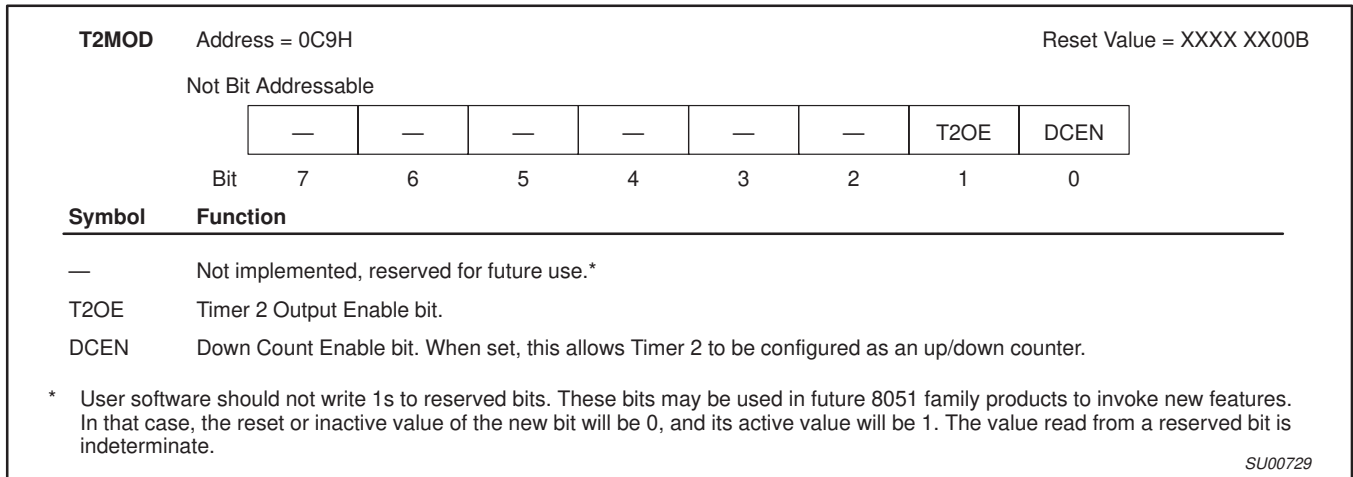 T2MOD Address = 0C9H Reset Value = XXXX XX00B
Not Bit Addressable
— — — — — — T2OE DCEN
Bit 7 6 5 4 3 2 1 0
Symbol Function
— Not implemented, reserved for future use.*
T2OE Timer 2 Output Enable bit.
DCEN Down Count Enable bit. When set, this allows Timer 2 to be configured as an up/down counter.
* User software should not write 1s to reserved bits. These bits may be used in future 8051 family products to invoke new features.
In that case, the reset or inactive value of the new bit will be 0, and its active value will be 1. The value read from a reserved bit is
indeterminate.
SU00729